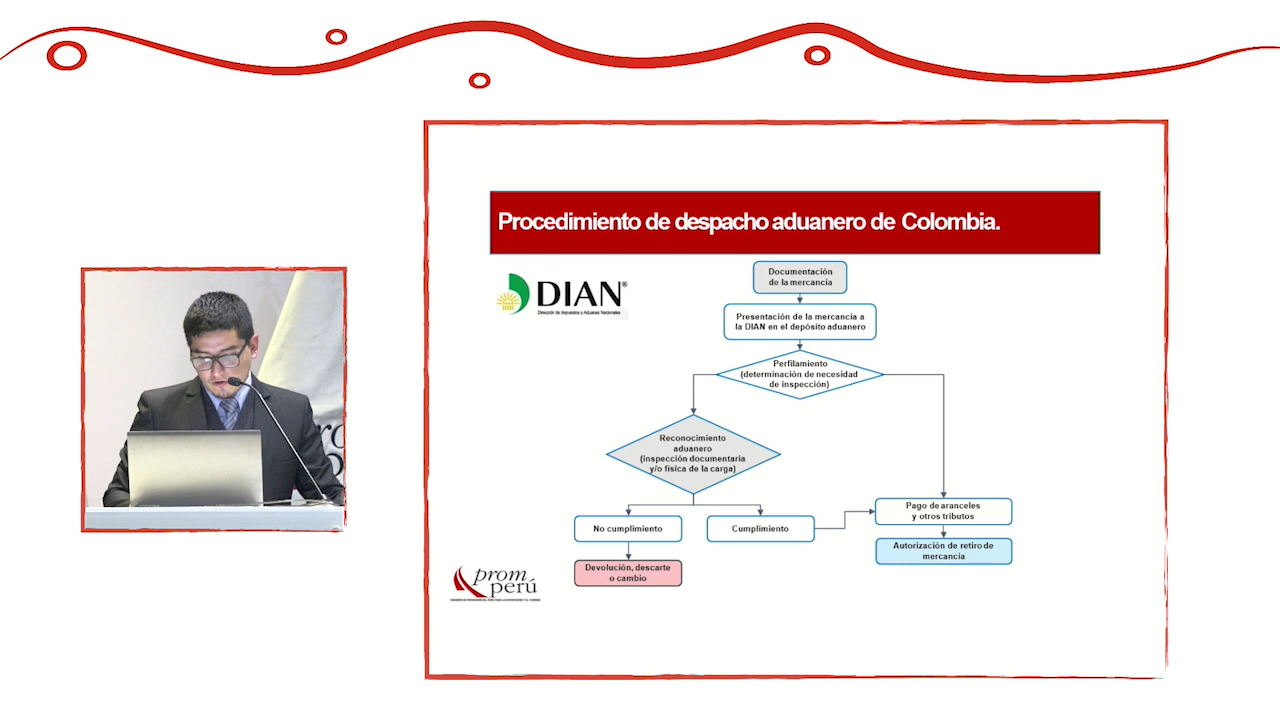 Procedimiento de despacho aduanero de Colombia.
DIAN®
Dirección de Impuestos y Aduanas Nacionales
Documentación
de la mercancía
Presentación de la mercancía a
la DIAN en el depósito aduanero
Perfilamiento
(determinación de necesidad
de inspección)
Reconocimiento
aduanero
(inspección documentaria
y/o física de la carga)
No cumplimiento
Cumplimiento
Pago de aranceles
y otros tributos
Autorización de retiro de
mercancía
Devolución, descarte
o cambio
prom
perú